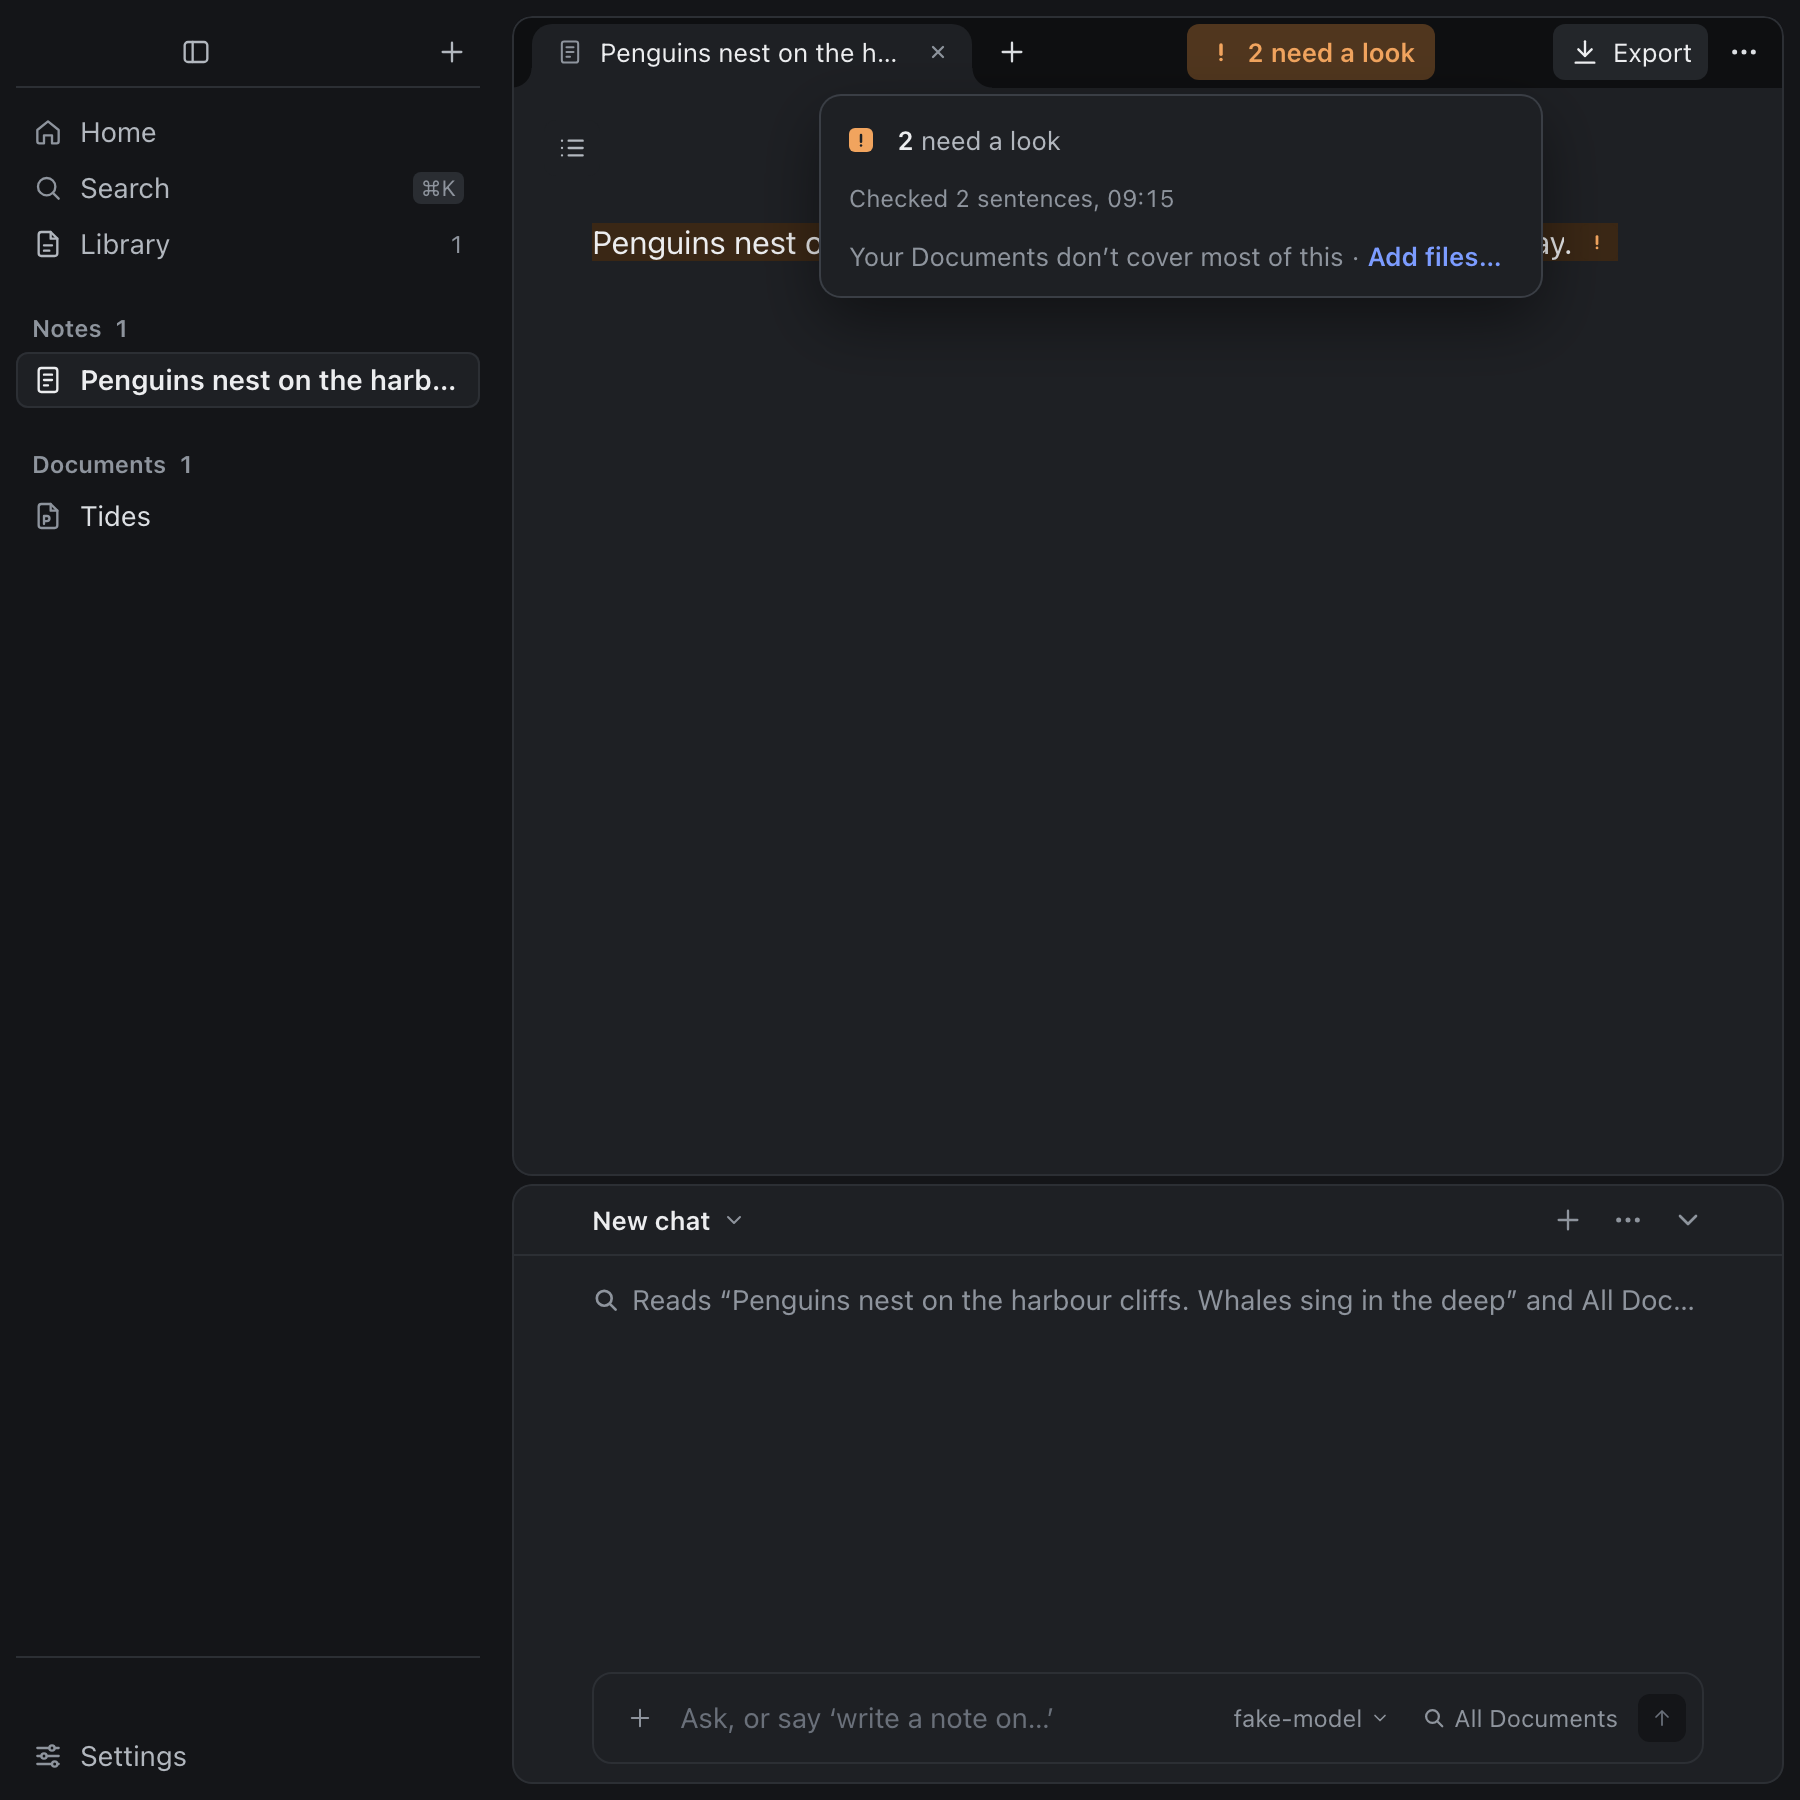 Penguins nest on the h...
! 2 need a look
Export
Home
Search ⌘K
Library 1
Notes 1
Penguins nest on the harb...
Documents 1
Tides
Settings
! 2 need a look
Checked 2 sentences, 09:15
Your Documents don’t cover most of this · Add files...
Penguins nest
!
New chat
Reads “Penguins nest on the harbour cliffs. Whales sing in the deep” and All Doc...
Ask, or say ‘write a note on...’ fake-model All Documents